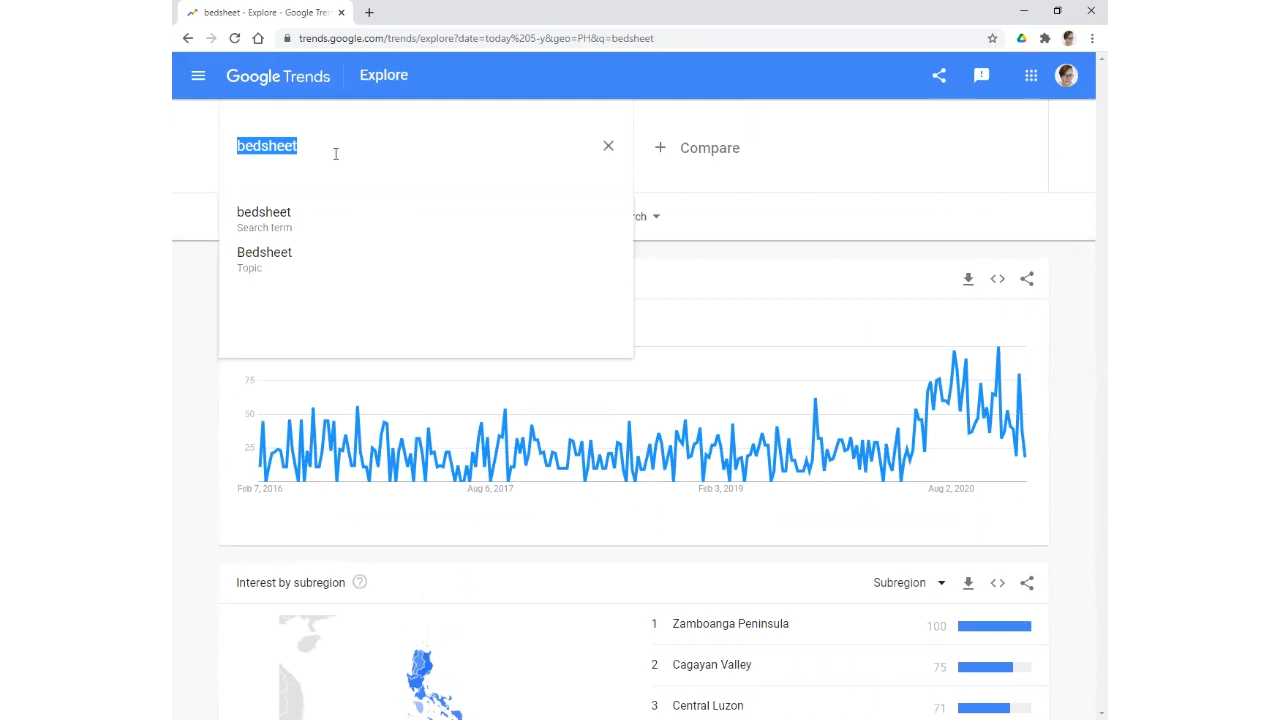 bedsheet - Explore - Google Tre
trends.google.com/trends/explore?date=today%205-y&geo=PH&q=bedsheet
Google Trends
Explore
bedsheet
+ Compare
bedsheet
Search term
rch
Bedsheet
Topic
75
50
25
Feb 7, 2016
Aug 6, 2017
Feb 3, 2019
Aug 2, 2020
Interest by subregion
Subregion
1 Zamboanga Peninsula 100
2 Cagayan Valley 75
3 Central Luzon 71